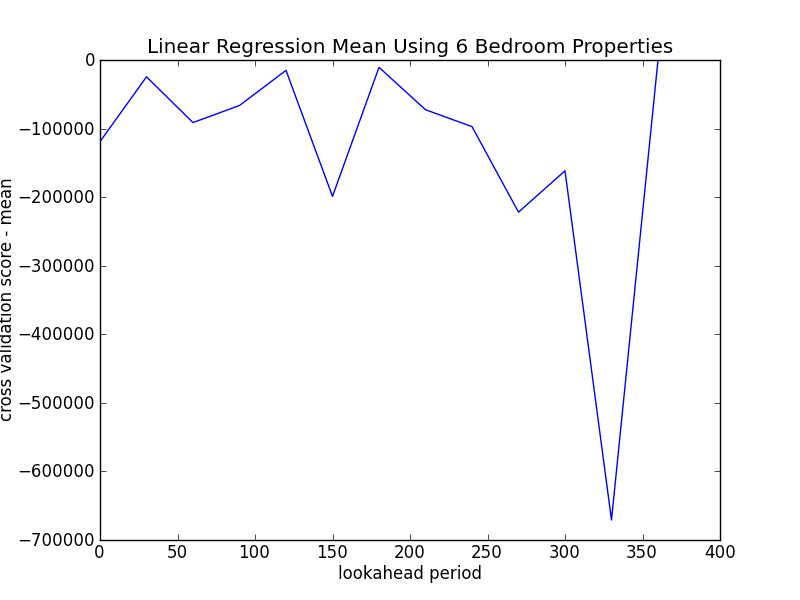 Linear Regression Mean Using 6 Bedroom Properties
cross validation score - mean
0
−100000
−200000
−300000
−400000
−500000
−600000
−700000
0 50 100 150 200 250 300 350 400
lookahead period